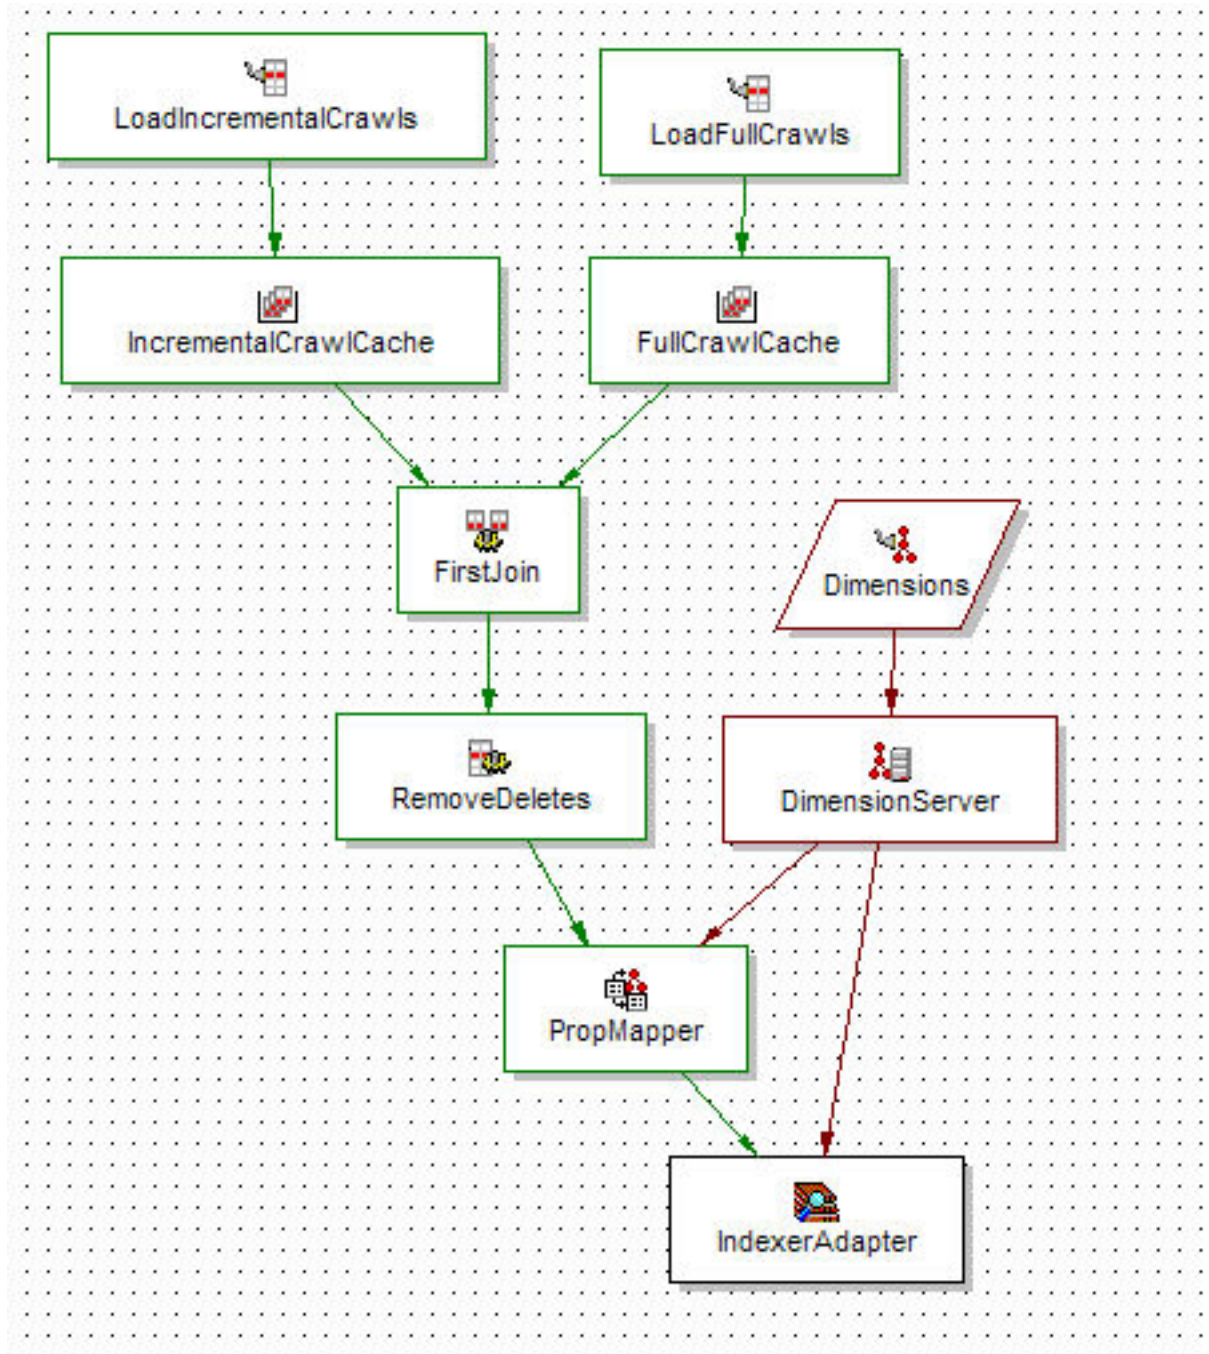 LoadIncrementalCrawls
LoadFullCrawls
IncrementalCrawlCache
FullCrawlCache
FirstJoin
Dimensions
RemoveDeletes
DimensionServer
PropMapper
IndexerAdapter